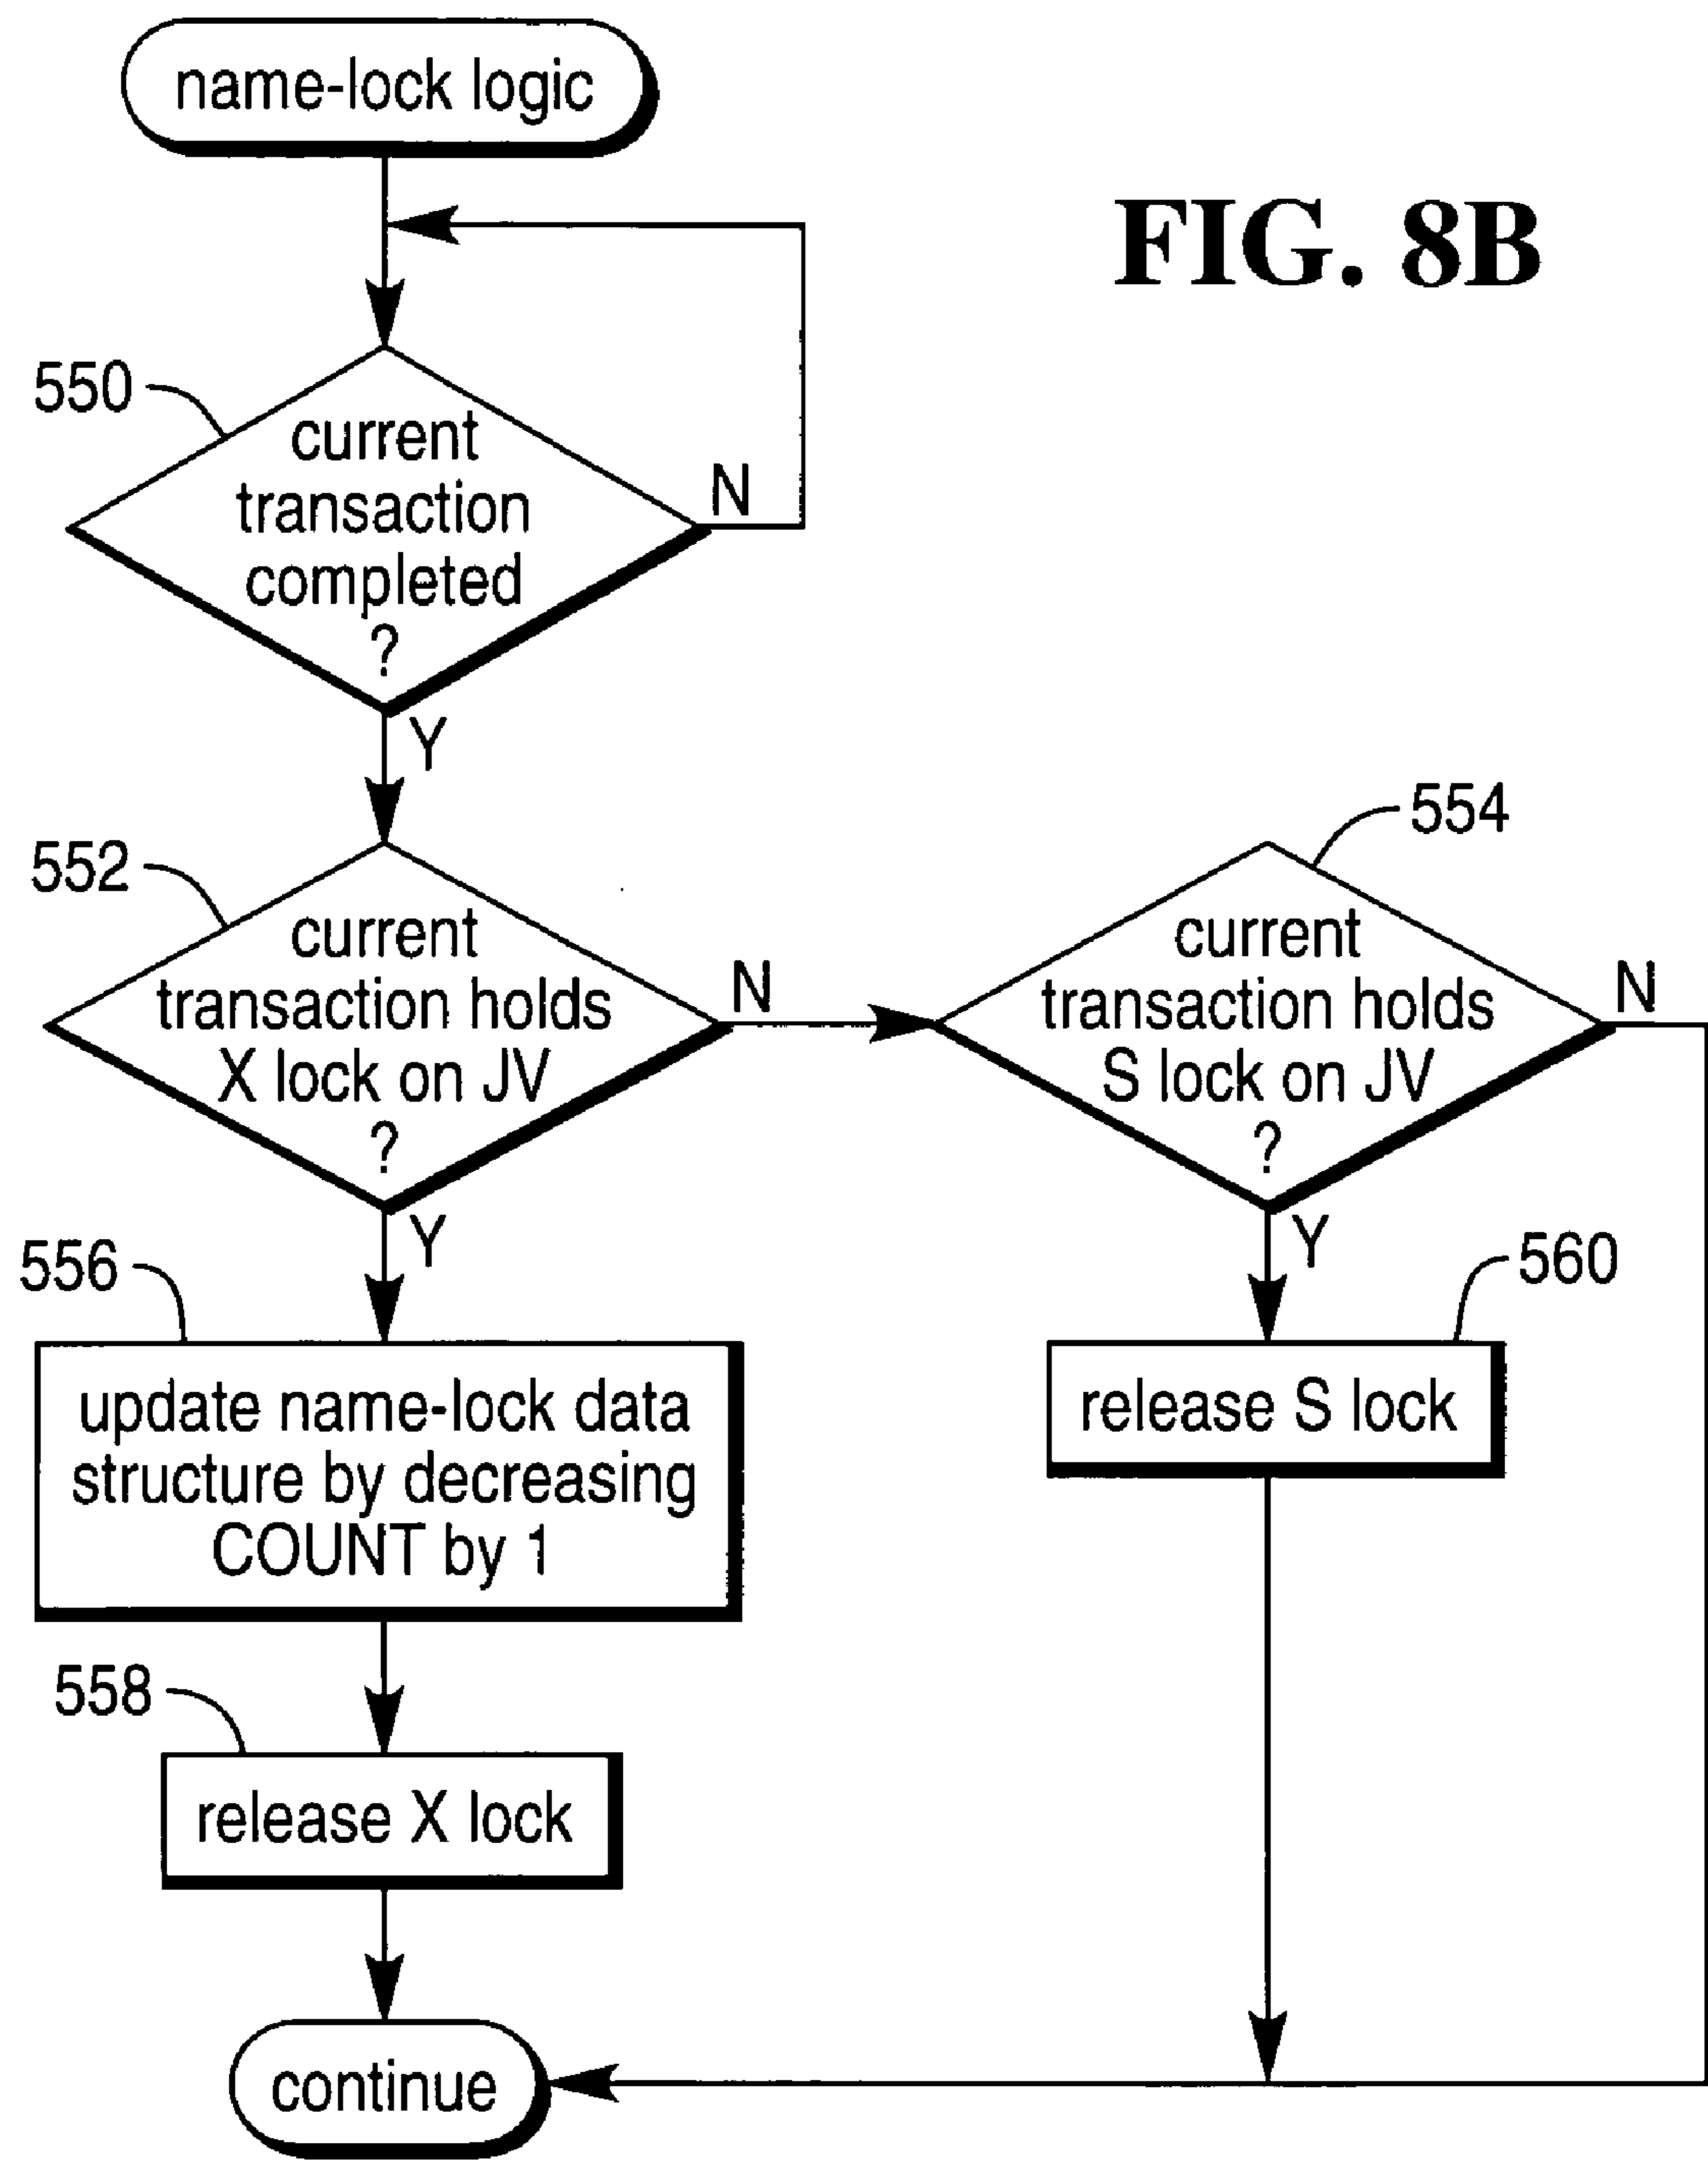 name-lock logic
FIG. 8B
550
current
transaction
completed
?
N
Y
552
current
transaction holds
X lock on JV
?
N
Y
554
current
transaction holds
S lock on JV
?
N
Y
556
update name-lock data
structure by decreasing
COUNT by 1
560
release S lock
558
release X lock
continue